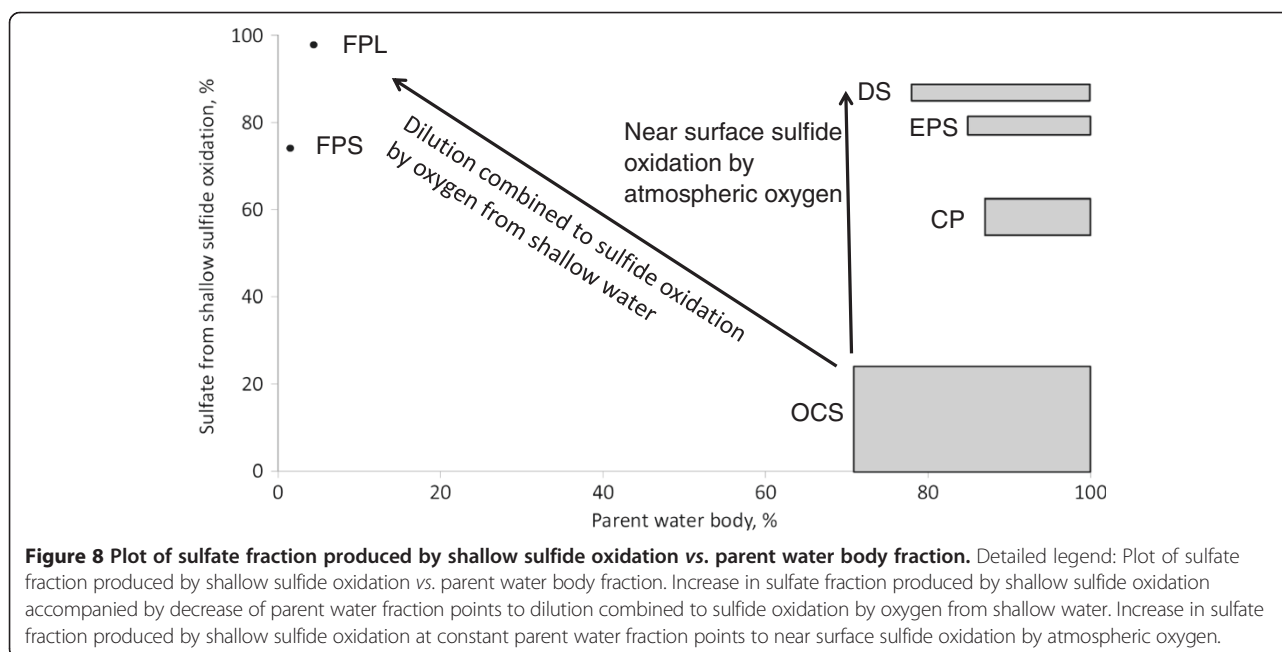 100
FPL
80
FPS
60
40
20
0
Sulfate from shallow sulfide oxidation, %
Dilution combined to sulfide oxidation
by oxygen from shallow water
Near surface sulfide
oxidation by
atmospheric oxygen
DS
EPS
CP
OCS
0 20 40 60 80 100
Parent water body, %
Figure 8 Plot of sulfate fraction produced by shallow sulfide oxidation vs. parent water body fraction. Detailed legend: Plot of sulfate
fraction produced by shallow sulfide oxidation vs. parent water body fraction. Increase in sulfate fraction produced by shallow sulfide oxidation
accompanied by decrease of parent water fraction points to dilution combined to sulfide oxidation by oxygen from shallow water. Increase in sulfate
fraction produced by shallow sulfide oxidation at constant parent water fraction points to near surface sulfide oxidation by atmospheric oxygen.